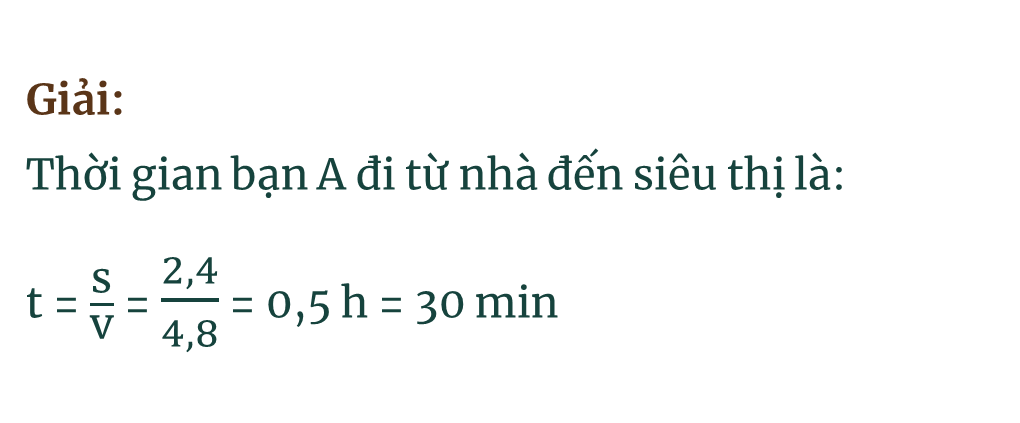 Giải:
Thời gian bạn A đi từ nhà đến siêu thị là:
t = s/v = 2,4/4,8 = 0,5 h = 30 min